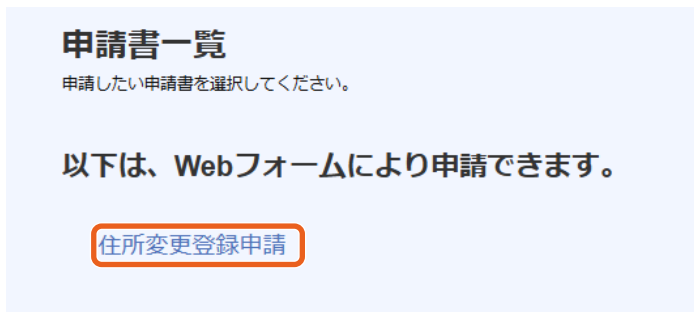 申請書一覧
申請したい申請書を選択してください。
以下は、Webフォームにより申請できます。
住所変更登録申請